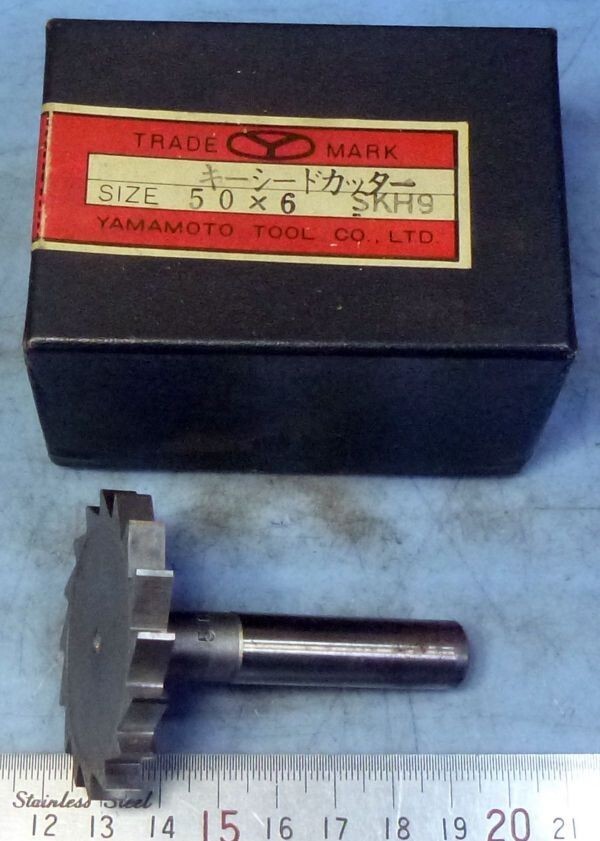 TRADE MARK
キーシードカッター
SIZE 50×6 SKH9
YAMAMOTO TOOL CO., LTD.
Stainless Steel
12 13 14 15 16 17 18 19 20 21